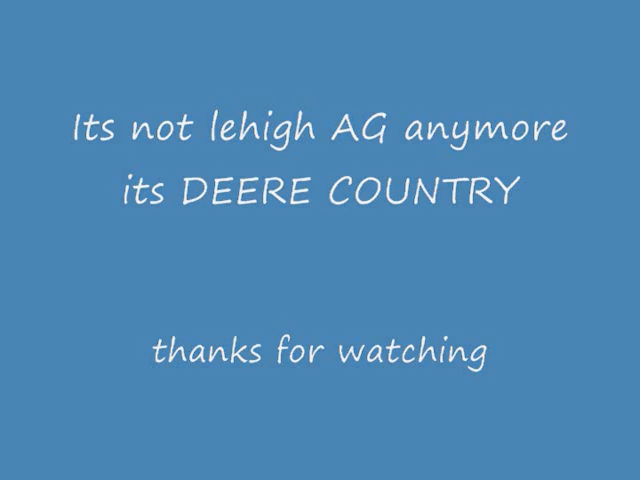 Its not lehigh AG anymore
its DEERE COUNTRY
thanks for watching